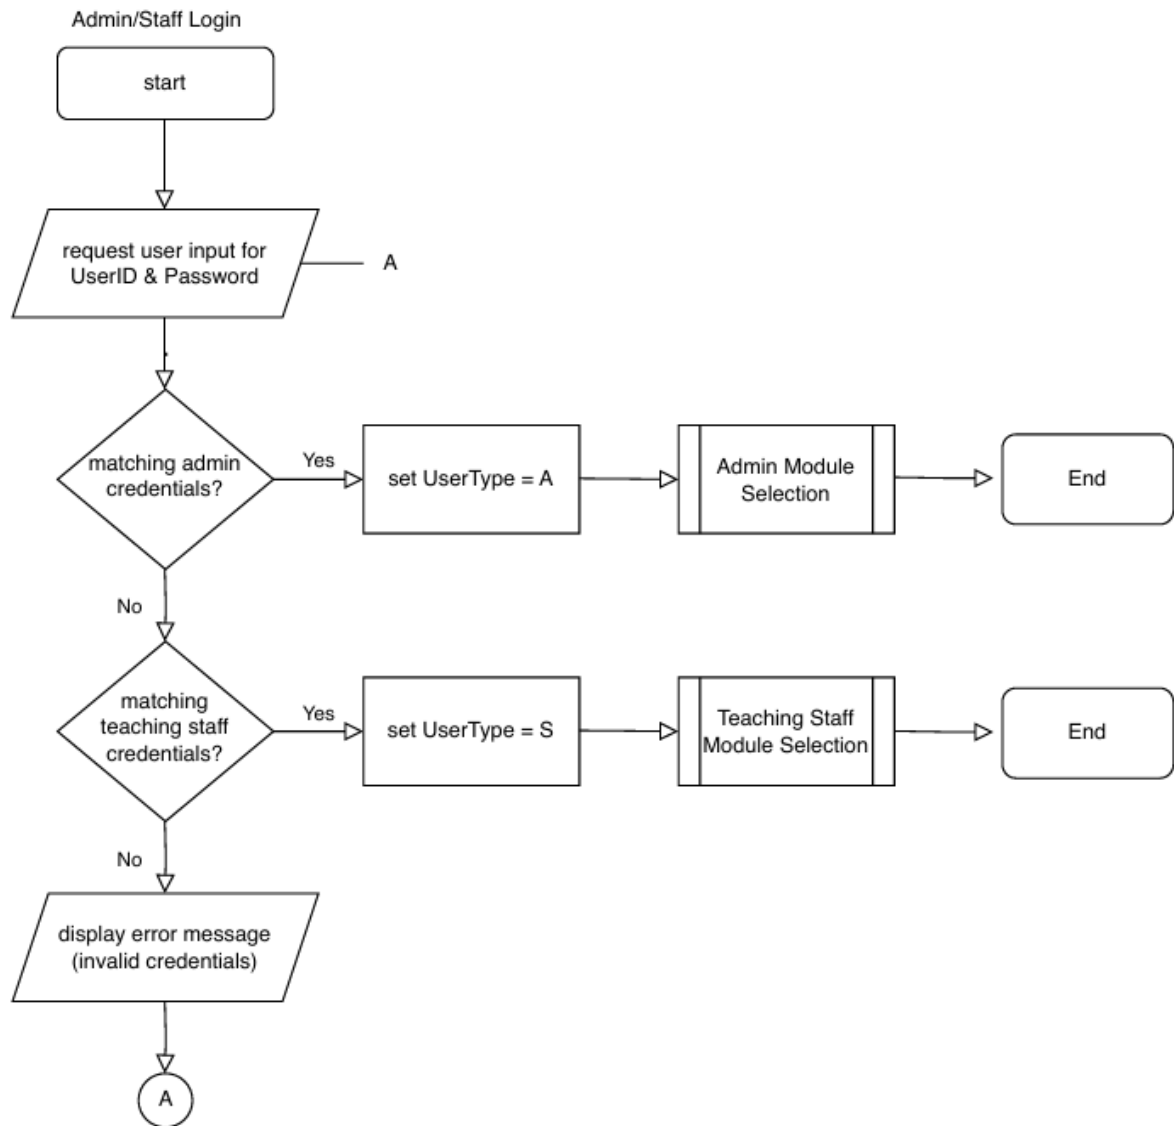 Admin/Staff Login
start
request user input for
UserID & Password
A
matching admin
credentials?
Yes
set UserType = A
Admin Module
Selection
End
No
matching
teaching staff
credentials?
Yes
set UserType = S
Teaching Staff
Module Selection
End
No
display error message
(invalid credentials)
A